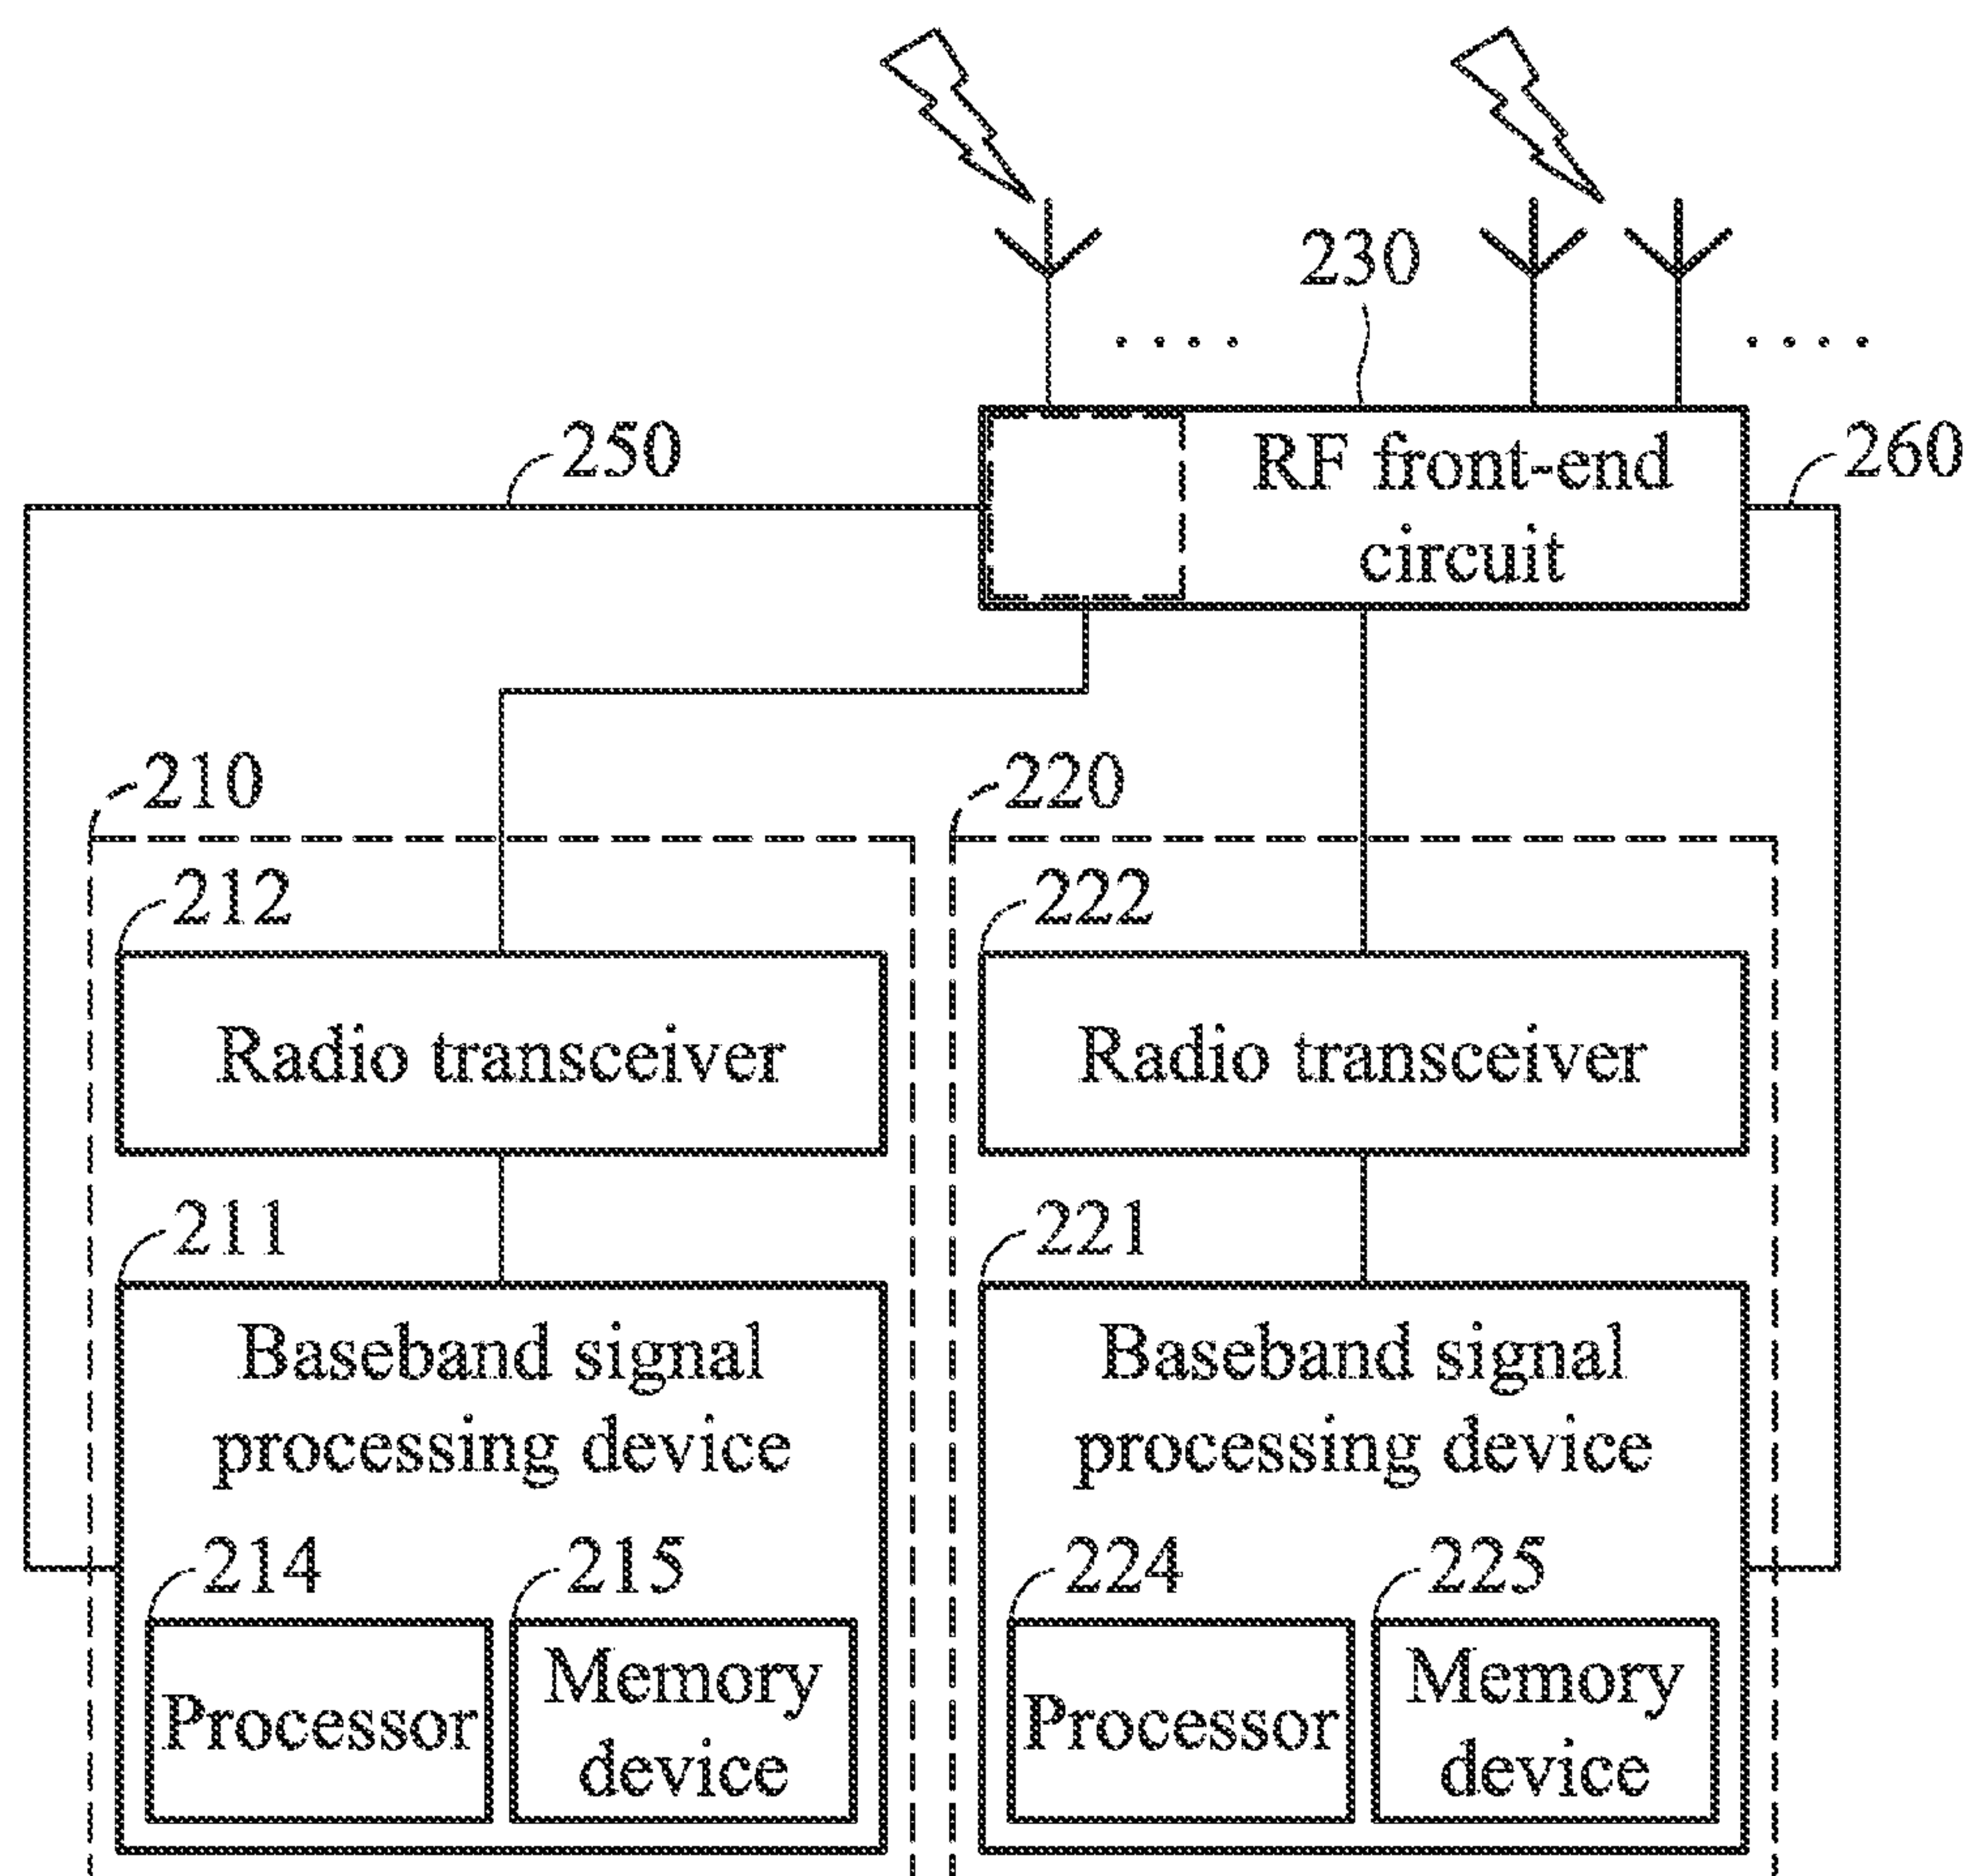 230
250
RF front-end
circuit
260
210
220
212
222
Radio transceiver
Radio transceiver
211
221
Baseband signal
processing device
Baseband signal
processing device
214
215
224
225
Processor
Memory
device
Processor
Memory
device